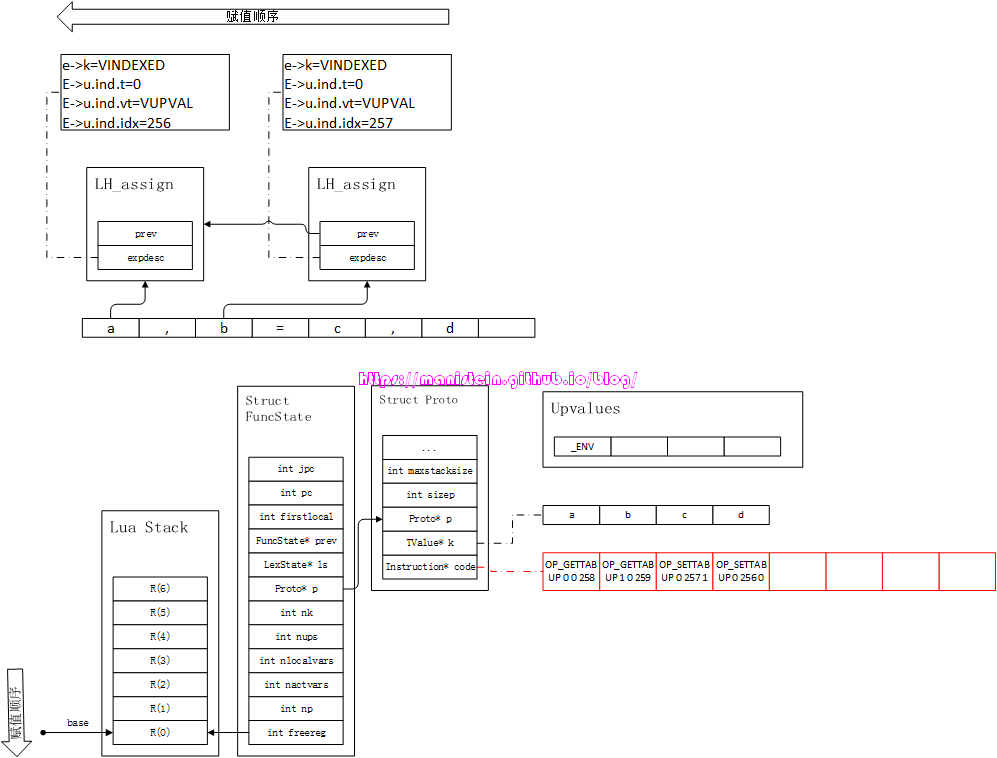 赋值顺序
e->k=VINDEXED
E->u.ind.t=0
E->u.ind.vt=VUPVAL
E->u.ind.idx=256
e->k=VINDEXED
E->u.ind.t=0
E->u.ind.vt=VUPVAL
E->u.ind.idx=257
LH_assign
prev
expdesc
LH_assign
prev
expdesc
a , b = c , d
https://manistein.github.io/blog/
Lua Stack
R(6)
R(5)
R(4)
R(3)
R(2)
R(1)
R(0)
base
赋值顺序
Struct
FuncState
int jpc
int pc
int firstlocal
FuncState* prev
LexState* ls
Proto* p
int nk
int nups
int nlocalvars
int nactvars
int np
int freereg
Struct Proto
...
int maxstacksize
int sizep
Proto* p
TValue* k
Instruction* code
Upvalues
_ENV
a b c d
OP_GETTAB
UP 0 0 258
OP_GETTAB
UP 1 0 259
OP_SETTAB
UP 0 257 1
OP_SETTAB
UP 0 256 0